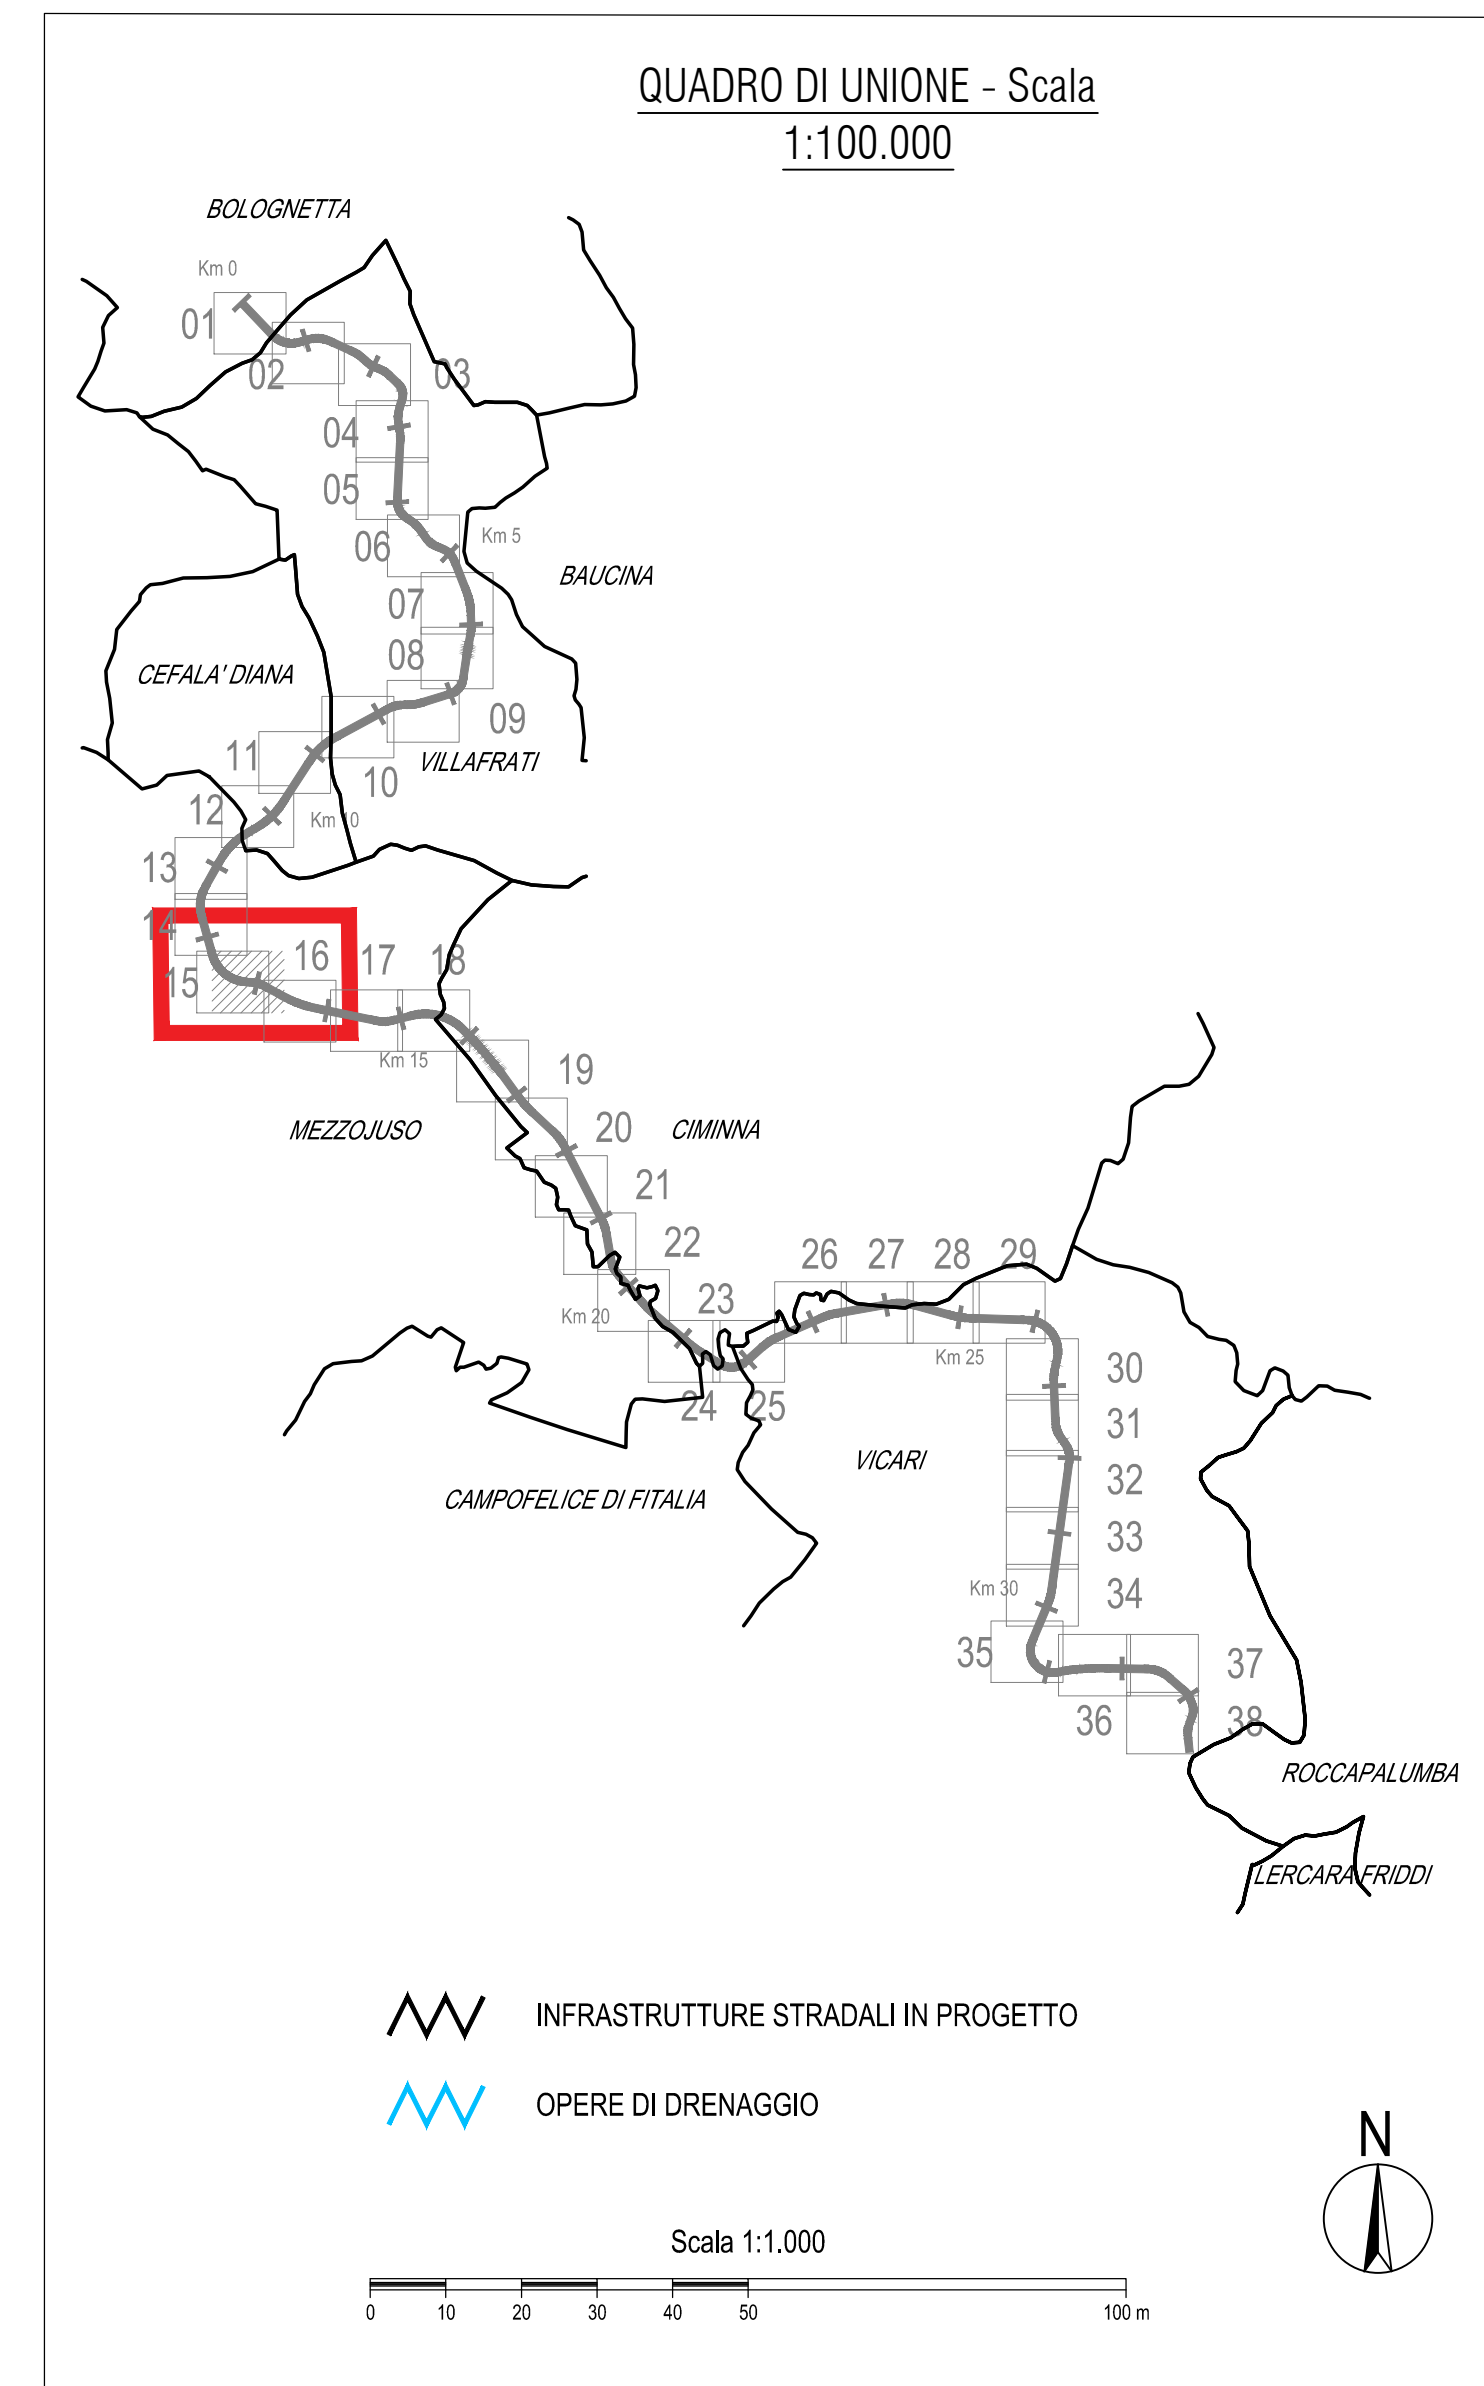 QUADRO DI UNIONE - Scala
1:100.000
BOLOGNETTA
Km 0
01
02
03
04
05
06
Km 5
BAUCINA
07
08
CEFALA' DIANA
09
11
VILLAFRATI
10
12
Km 10
13
14
15
16
17
18
Km 15
19
MEZZOJUSO
CIMINNA
20
21
22
26
27
28
29
23
Km 20
Km 25
30
24
25
31
VICARI
32
CAMPOFELICE DI FITALIA
33
Km 30
34
35
37
36
38
ROCCAPALUMBA
LERCARA FRIDDI
INFRASTRUTTURE STRADALI IN PROGETTO
OPERE DI DRENAGGIO
N
Scala 1:1.000
0 10 20 30 40 50 100 m